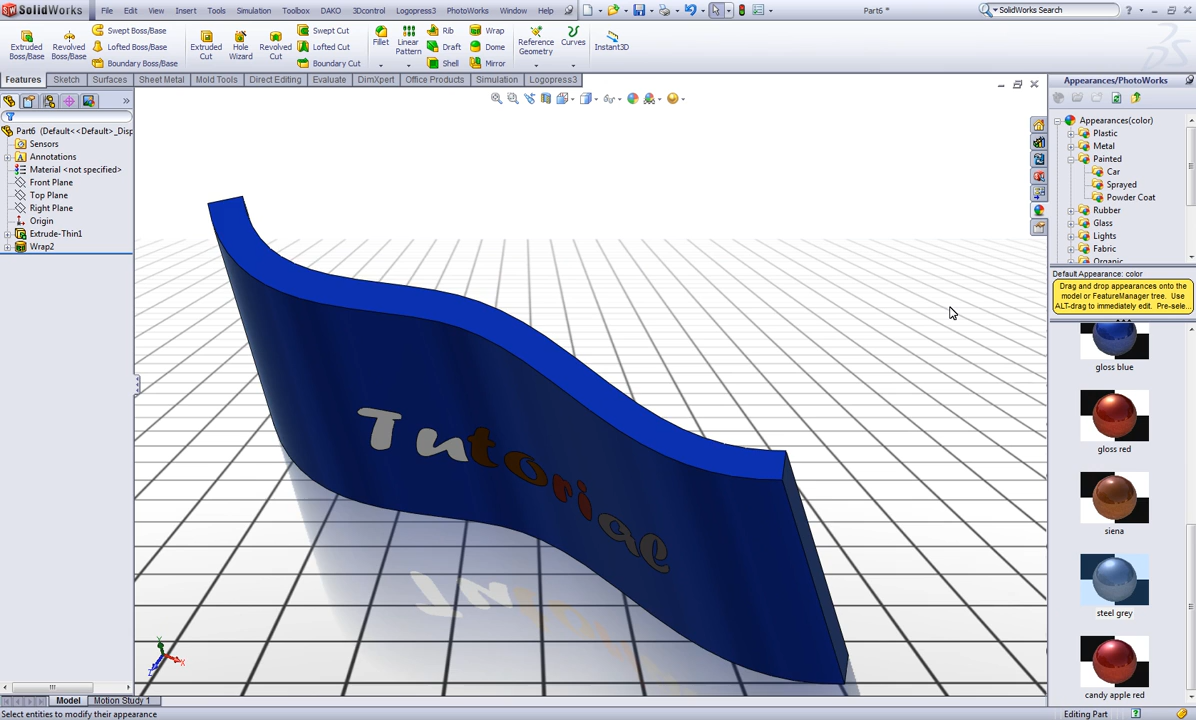 SolidWorks File Edit View Insert Tools Simulation Toolbox DAKO 3Dcontrol Logopress3 PhotoWorks Window Help Part6 * SolidWorks Search
Extruded Boss/Base
Revolved Boss/Base
Swept Boss/Base
Lofted Boss/Base
Boundary Boss/Base
Extruded Cut
Hole Wizard
Revolved Cut
Swept Cut
Lofted Cut
Boundary Cut
Fillet
Linear Pattern
Rib
Draft
Shell
Wrap
Dome
Mirror
Reference Geometry
Curves
Instant3D
Features Sketch Surfaces Sheet Metal Mold Tools Direct Editing Evaluate DimXpert Office Products Simulation Logopress3
Part6 (Default<<Default>_Disp
Sensors
Annotations
Material <not specified>
Front Plane
Top Plane
Right Plane
Origin
Extrude-Thin1
Wrap2
Tutorial
Y
X
Z
Appearances/PhotoWorks
Appearances(color)
Plastic
Metal
Painted
Car
Sprayed
Powder Coat
Rubber
Glass
Lights
Fabric
Organic
Default Appearance: color
Drag and drop appearances onto the
model or FeatureManager tree. Use
ALT-drag to immediately edit. Pre-sele...
gloss blue
gloss red
siena
steel grey
candy apple red
Model Motion Study 1
Select entities to modify their appearance Editing Part